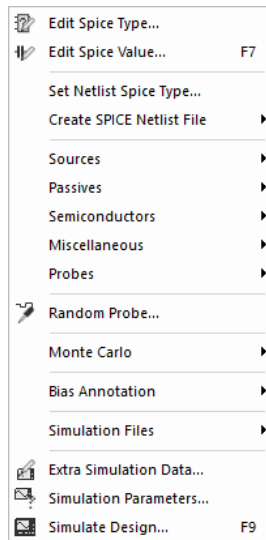 Edit Spice Type...
Edit Spice Value... F7
Set Netlist Spice Type...
Create SPICE Netlist File
Sources
Passives
Semiconductors
Miscellaneous
Probes
Random Probe...
Monte Carlo
Bias Annotation
Simulation Files
Extra Simulation Data...
Simulation Parameters...
Simulate Design... F9